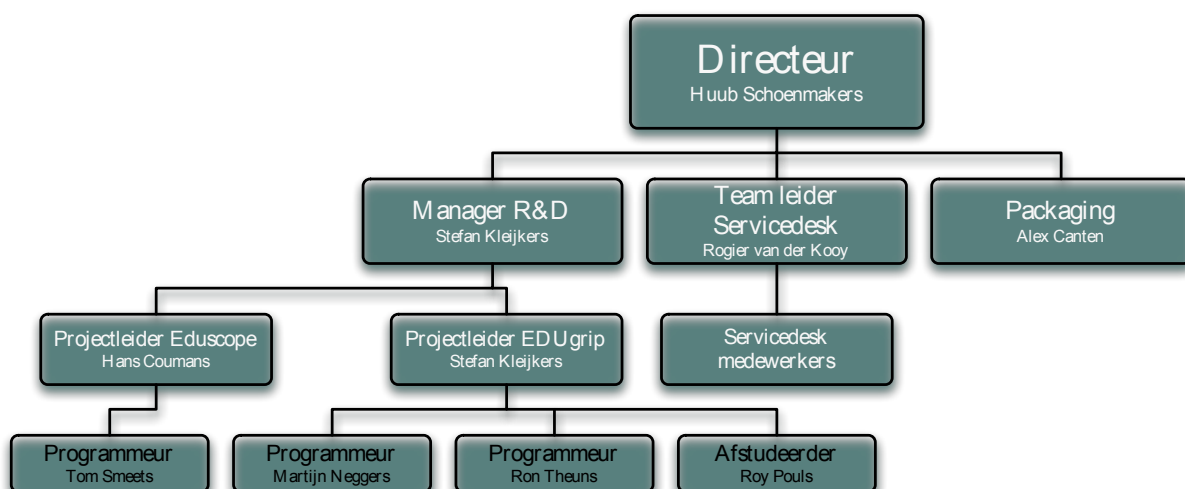 Directeur
Huub Schoenmakers
Manager R&D
Stefan Kleijkers
Team leider
Servicedesk
Rogier van der Kooy
Packaging
Alex Canten
Projectleider Eduscope
Hans Coumans
Projectleider EDUgrip
Stefan Kleijkers
Servicedesk
medewerkers
Programmeur
Tom Smeets
Programmeur
Martijn Neggers
Programmeur
Ron Theuns
Afstudeerder
Roy Pouls